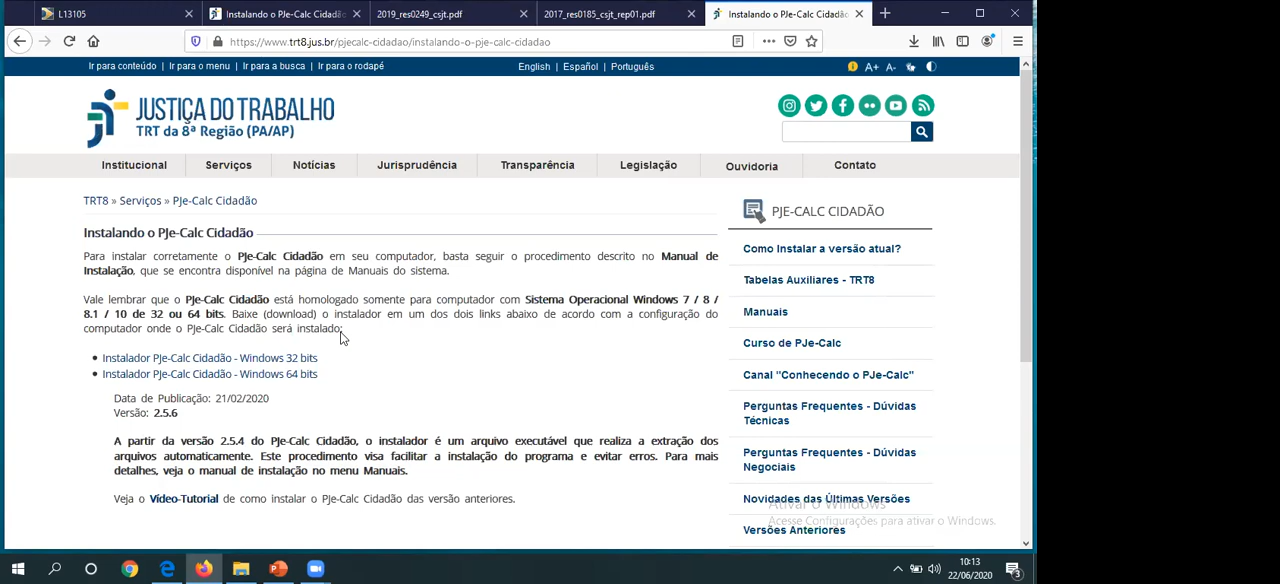 L13105
Instalando o PJe-Calc Cidadã
2019_res0249_csjt.pdf
2017_res0185_csjt_rep01.pdf
Instalando o PJe-Calc Cidadã
https://www.trt8.jus.br/pjecalc-cidadao/instalando-o-pje-calc-cidadao
Ir para conteúdo | Ir para o menu | Ir para a busca | Ir para o rodapé
English | Español | Português
A+ A-
JUSTIÇA DO TRABALHO
TRT da 8ª Região (PA/AP)
Institucional Serviços Notícias Jurisprudência Transparência Legislação Ouvidoria Contato
TRT8 » Serviços » PJe-Calc Cidadão
Instalando o PJe-Calc Cidadão
Para instalar corretamente o PJe-Calc Cidadão em seu computador, basta seguir o procedimento descrito no Manual de
Instalação, que se encontra disponível na página de Manuais do sistema.
Vale lembrar que o PJe-Calc Cidadão está homologado somente para computador com Sistema Operacional Windows 7 / 8 /
8.1 / 10 de 32 ou 64 bits. Baixe (download) o instalador em um dos dois links abaixo de acordo com a configuração do
computador onde o PJe-Calc Cidadão será instalado:
• Instalador PJe-Calc Cidadão - Windows 32 bits
• Instalador PJe-Calc Cidadão - Windows 64 bits
Data de Publicação: 21/02/2020
Versão: 2.5.6
A partir da versão 2.5.4 do PJe-Calc Cidadão, o instalador é um arquivo executável que realiza a extração dos
arquivos automaticamente. Este procedimento visa facilitar a instalação do programa e evitar erros. Para mais
detalhes, veja o manual de instalação no menu Manuais.
Veja o Vídeo-Tutorial de como instalar o PJe-Calc Cidadão das versão anteriores.
PJE-CALC CIDADÃO
Como Instalar a versão atual?
Tabelas Auxiliares - TRT8
Manuais
Curso de PJe-Calc
Canal "Conhecendo o PJe-Calc"
Perguntas Frequentes - Dúvidas
Técnicas
Perguntas Frequentes - Dúvidas
Negociais
Novidades das Últimas Versões
Ativar o Windows
Acesse Configurações para ativar o Windows.
Versões Anteriores
10:13
22/06/2020
3